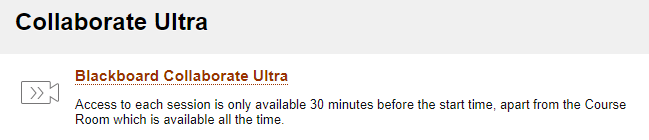 Collaborate Ultra
Blackboard Collaborate Ultra
Access to each session is only available 30 minutes before the start time, apart from the Course
Room which is available all the time.